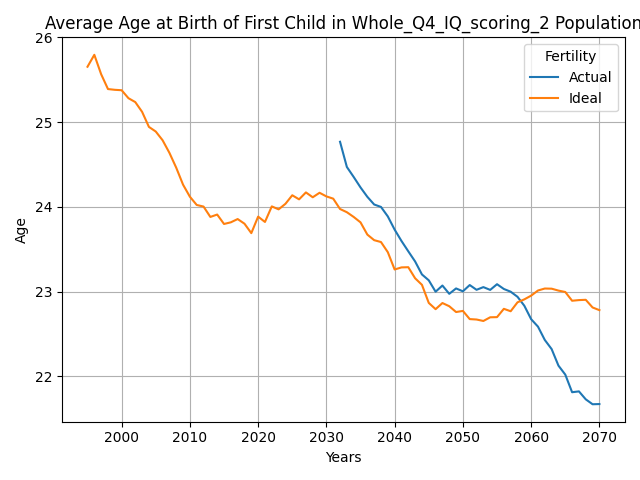 Average Age at Birth of First Child in Whole_Q4_IQ_scoring_2 Population
26
25
24
23
22
Age
2000 2010 2020 2030 2040 2050 2060 2070
Years
Fertility
Actual
Ideal